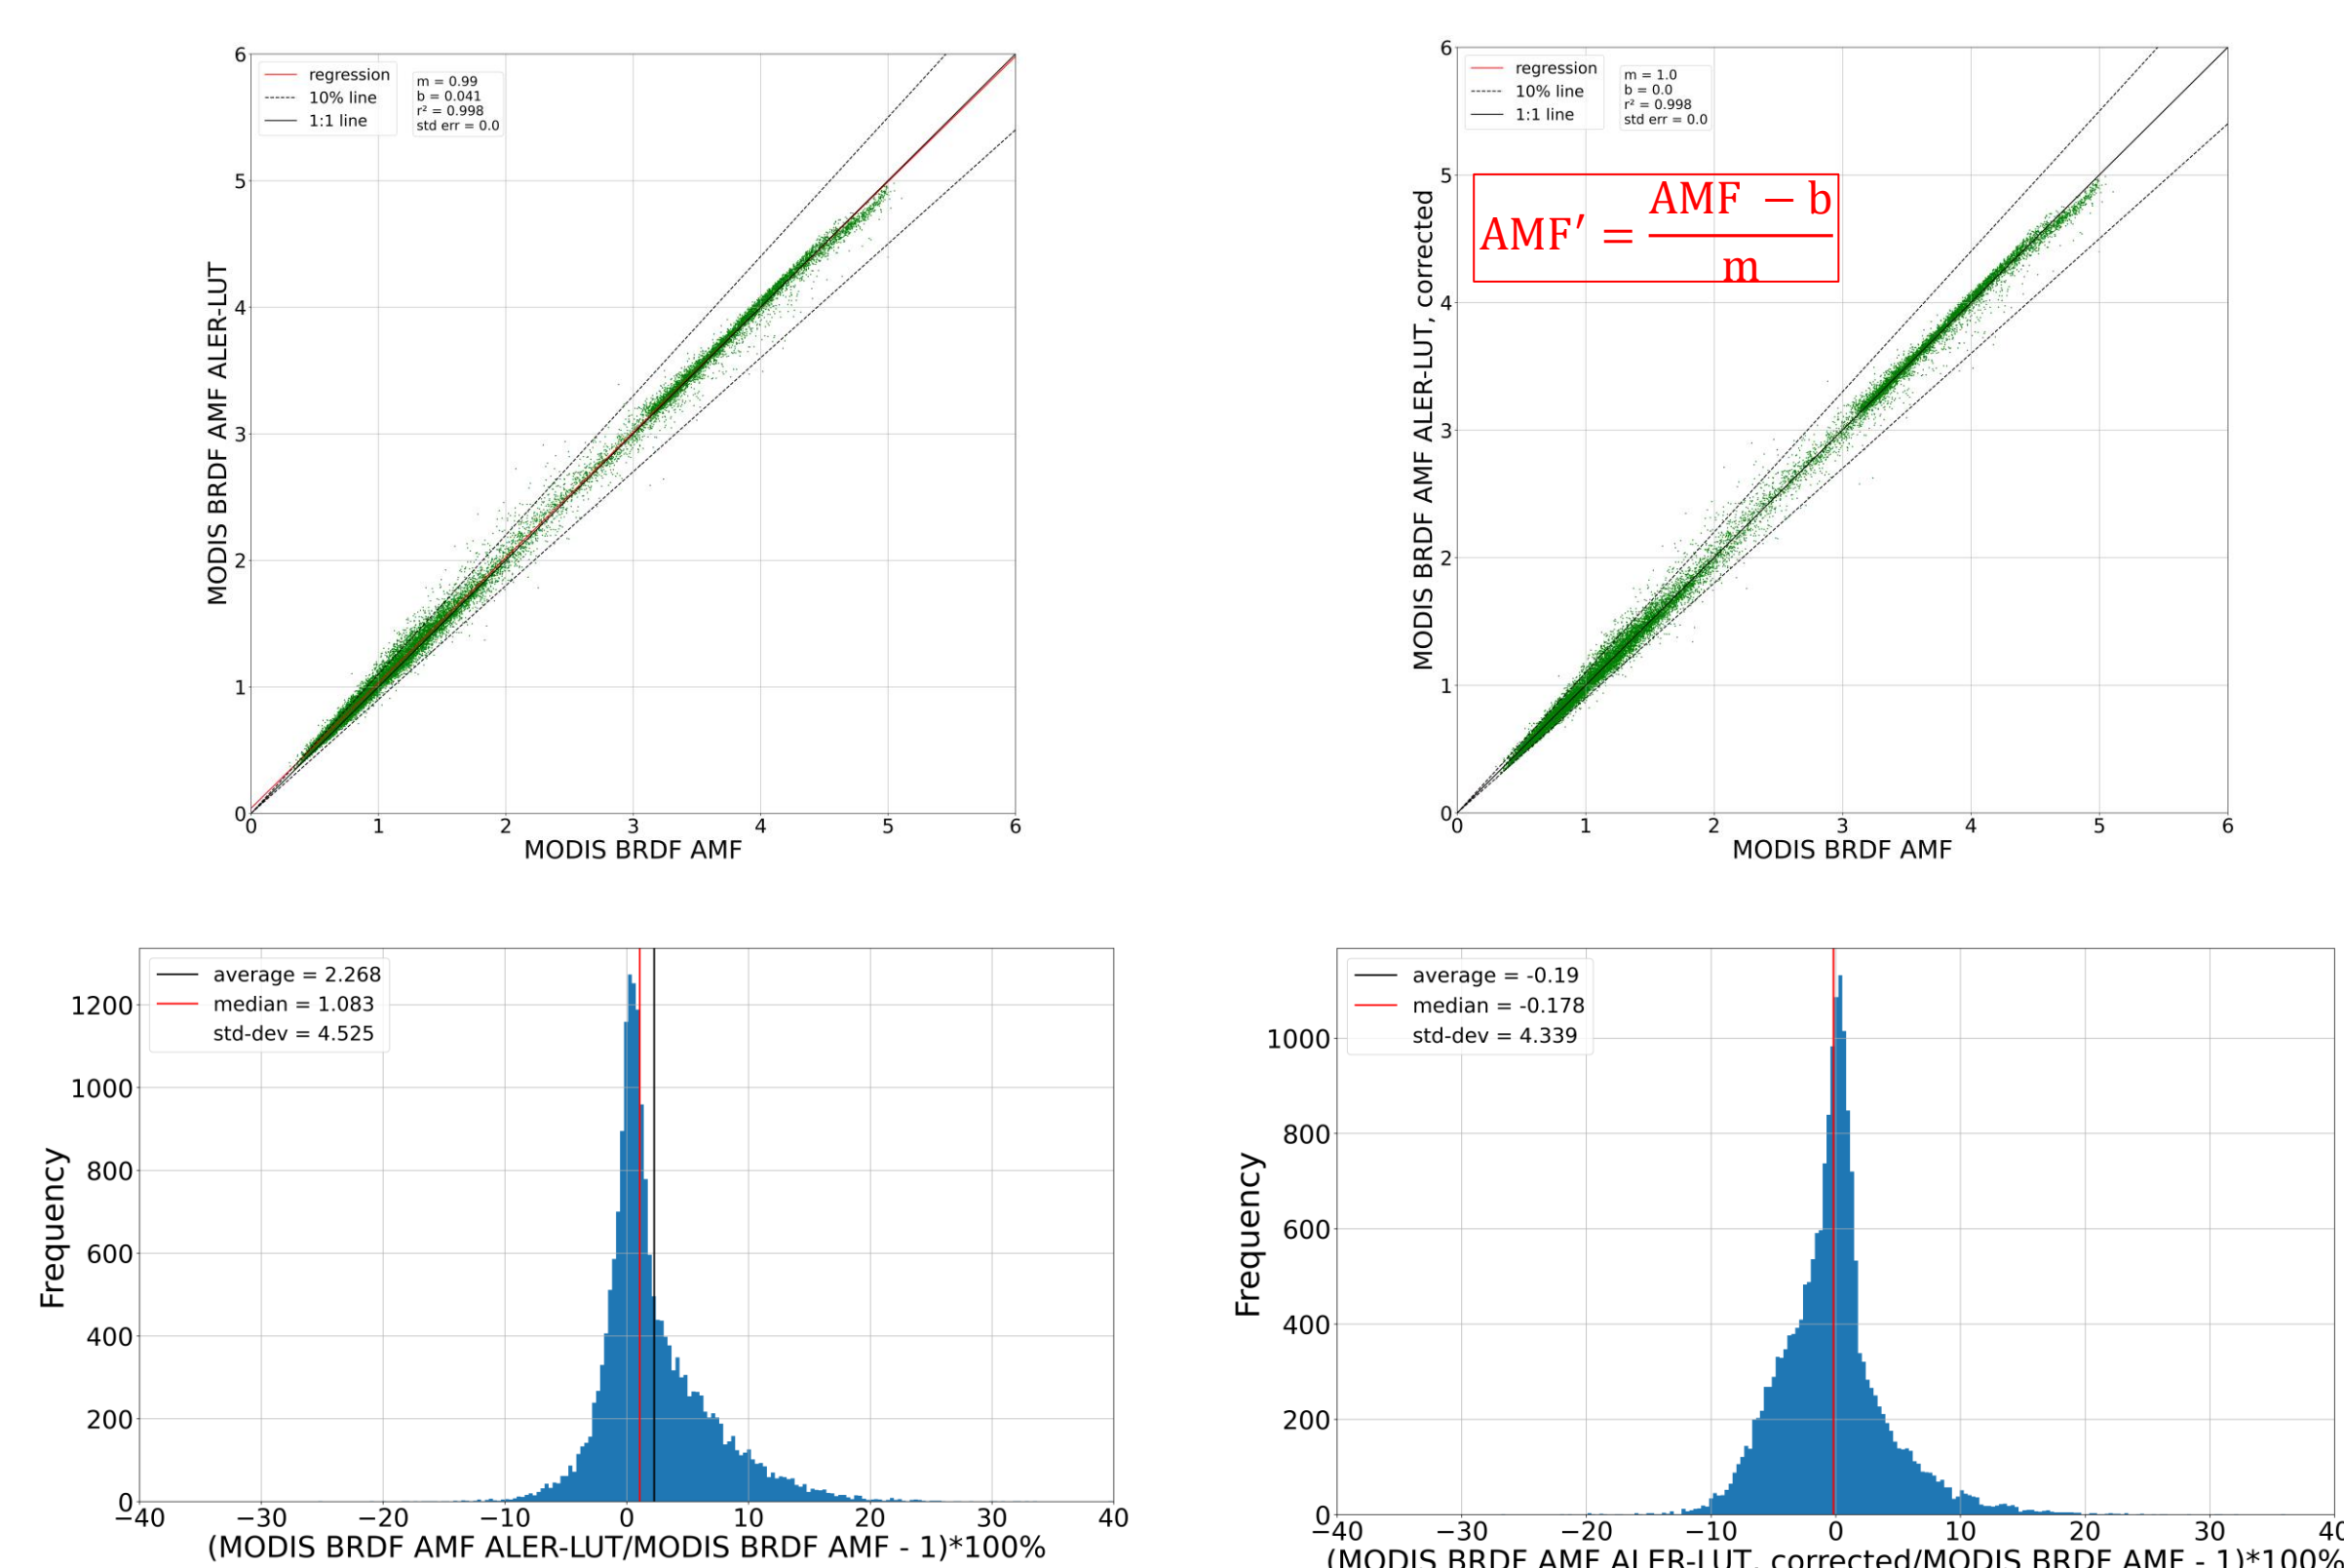 6
5
4
3
2
1
0
0 1 2 3 4 5 6
regression
10% line
1:1 line
m = 0.99
b = 0.041
r² = 0.998
std err = 0.0
MODIS BRDF AMF ALER-LUT
MODIS BRDF AMF
6
5
4
3
2
1
0
0 1 2 3 4 5 6
regression
10% line
1:1 line
m = 1.0
b = 0.0
r² = 0.998
std err = 0.0
AMF′ = AMF − b
m
MODIS BRDF AMF ALER-LUT, corrected
MODIS BRDF AMF
average = 2.268
median = 1.083
std-dev = 4.525
1200
1000
800
600
400
200
0
Frequency
−40 −30 −20 −10 0 10 20 30 40
(MODIS BRDF AMF ALER-LUT/MODIS BRDF AMF - 1)*100%
average = -0.19
median = -0.178
std-dev = 4.339
1000
800
600
400
200
0
Frequency
−40 −30 −20 −10 0 10 20 30 40
(MODIS BRDF AMF ALER-LUT, corrected/MODIS BRDF AMF - 1)*100%